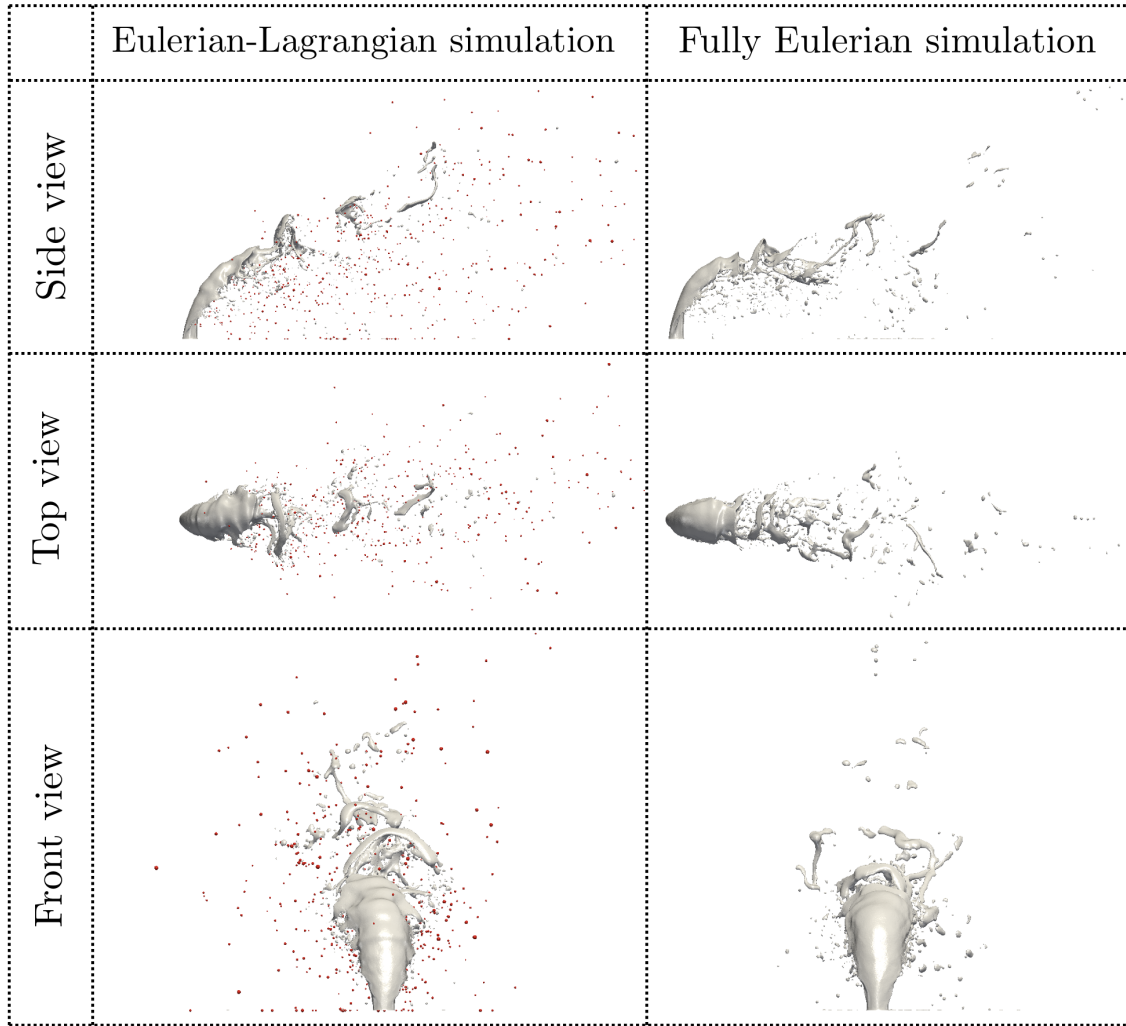 Eulerian-Lagrangian simulation
Fully Eulerian simulation
Side view
Top view
Front view